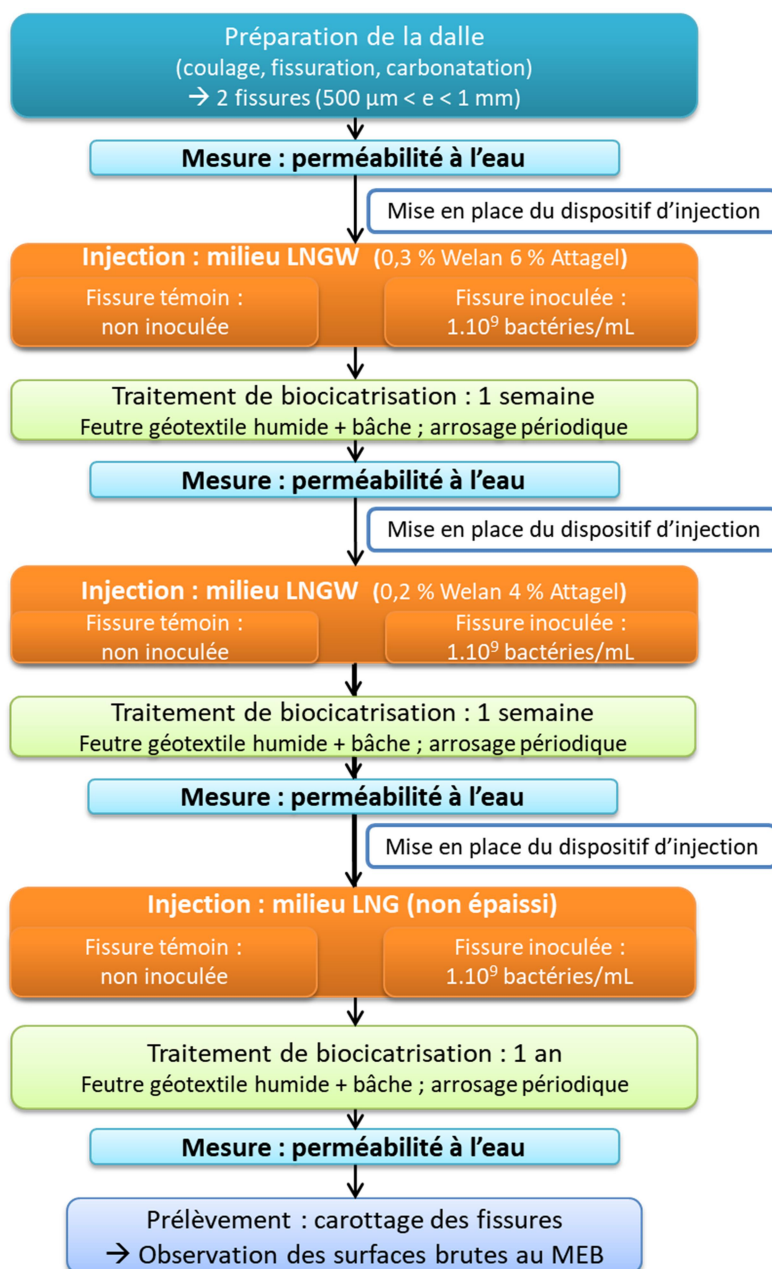 Préparation de la dalle
(coulage, fissuration, carbonatation)
→ 2 fissures (500 µm < e < 1 mm)
Mesure : perméabilité à l’eau
Mise en place du dispositif d’injection
Injection : milieu LNGW (0,3 % Welan 6 % Attagel)
Fissure témoin :
non inoculée
Fissure inoculée :
1.10⁹ bactéries/mL
Traitement de biocicatrisation : 1 semaine
Feutre géotextile humide + bâche ; arrosage périodique
Mesure : perméabilité à l’eau
Mise en place du dispositif d’injection
Injection : milieu LNGW (0,2 % Welan 4 % Attagel)
Fissure témoin :
non inoculée
Fissure inoculée :
1.10⁹ bactéries/mL
Traitement de biocicatrisation : 1 semaine
Feutre géotextile humide + bâche ; arrosage périodique
Mesure : perméabilité à l’eau
Mise en place du dispositif d’injection
Injection : milieu LNG (non épaissi)
Fissure témoin :
non inoculée
Fissure inoculée :
1.10⁹ bactéries/mL
Traitement de biocicatrisation : 1 an
Feutre géotextile humide + bâche ; arrosage périodique
Mesure : perméabilité à l’eau
Prélèvement : carottage des fissures
→ Observation des surfaces brutes au MEB